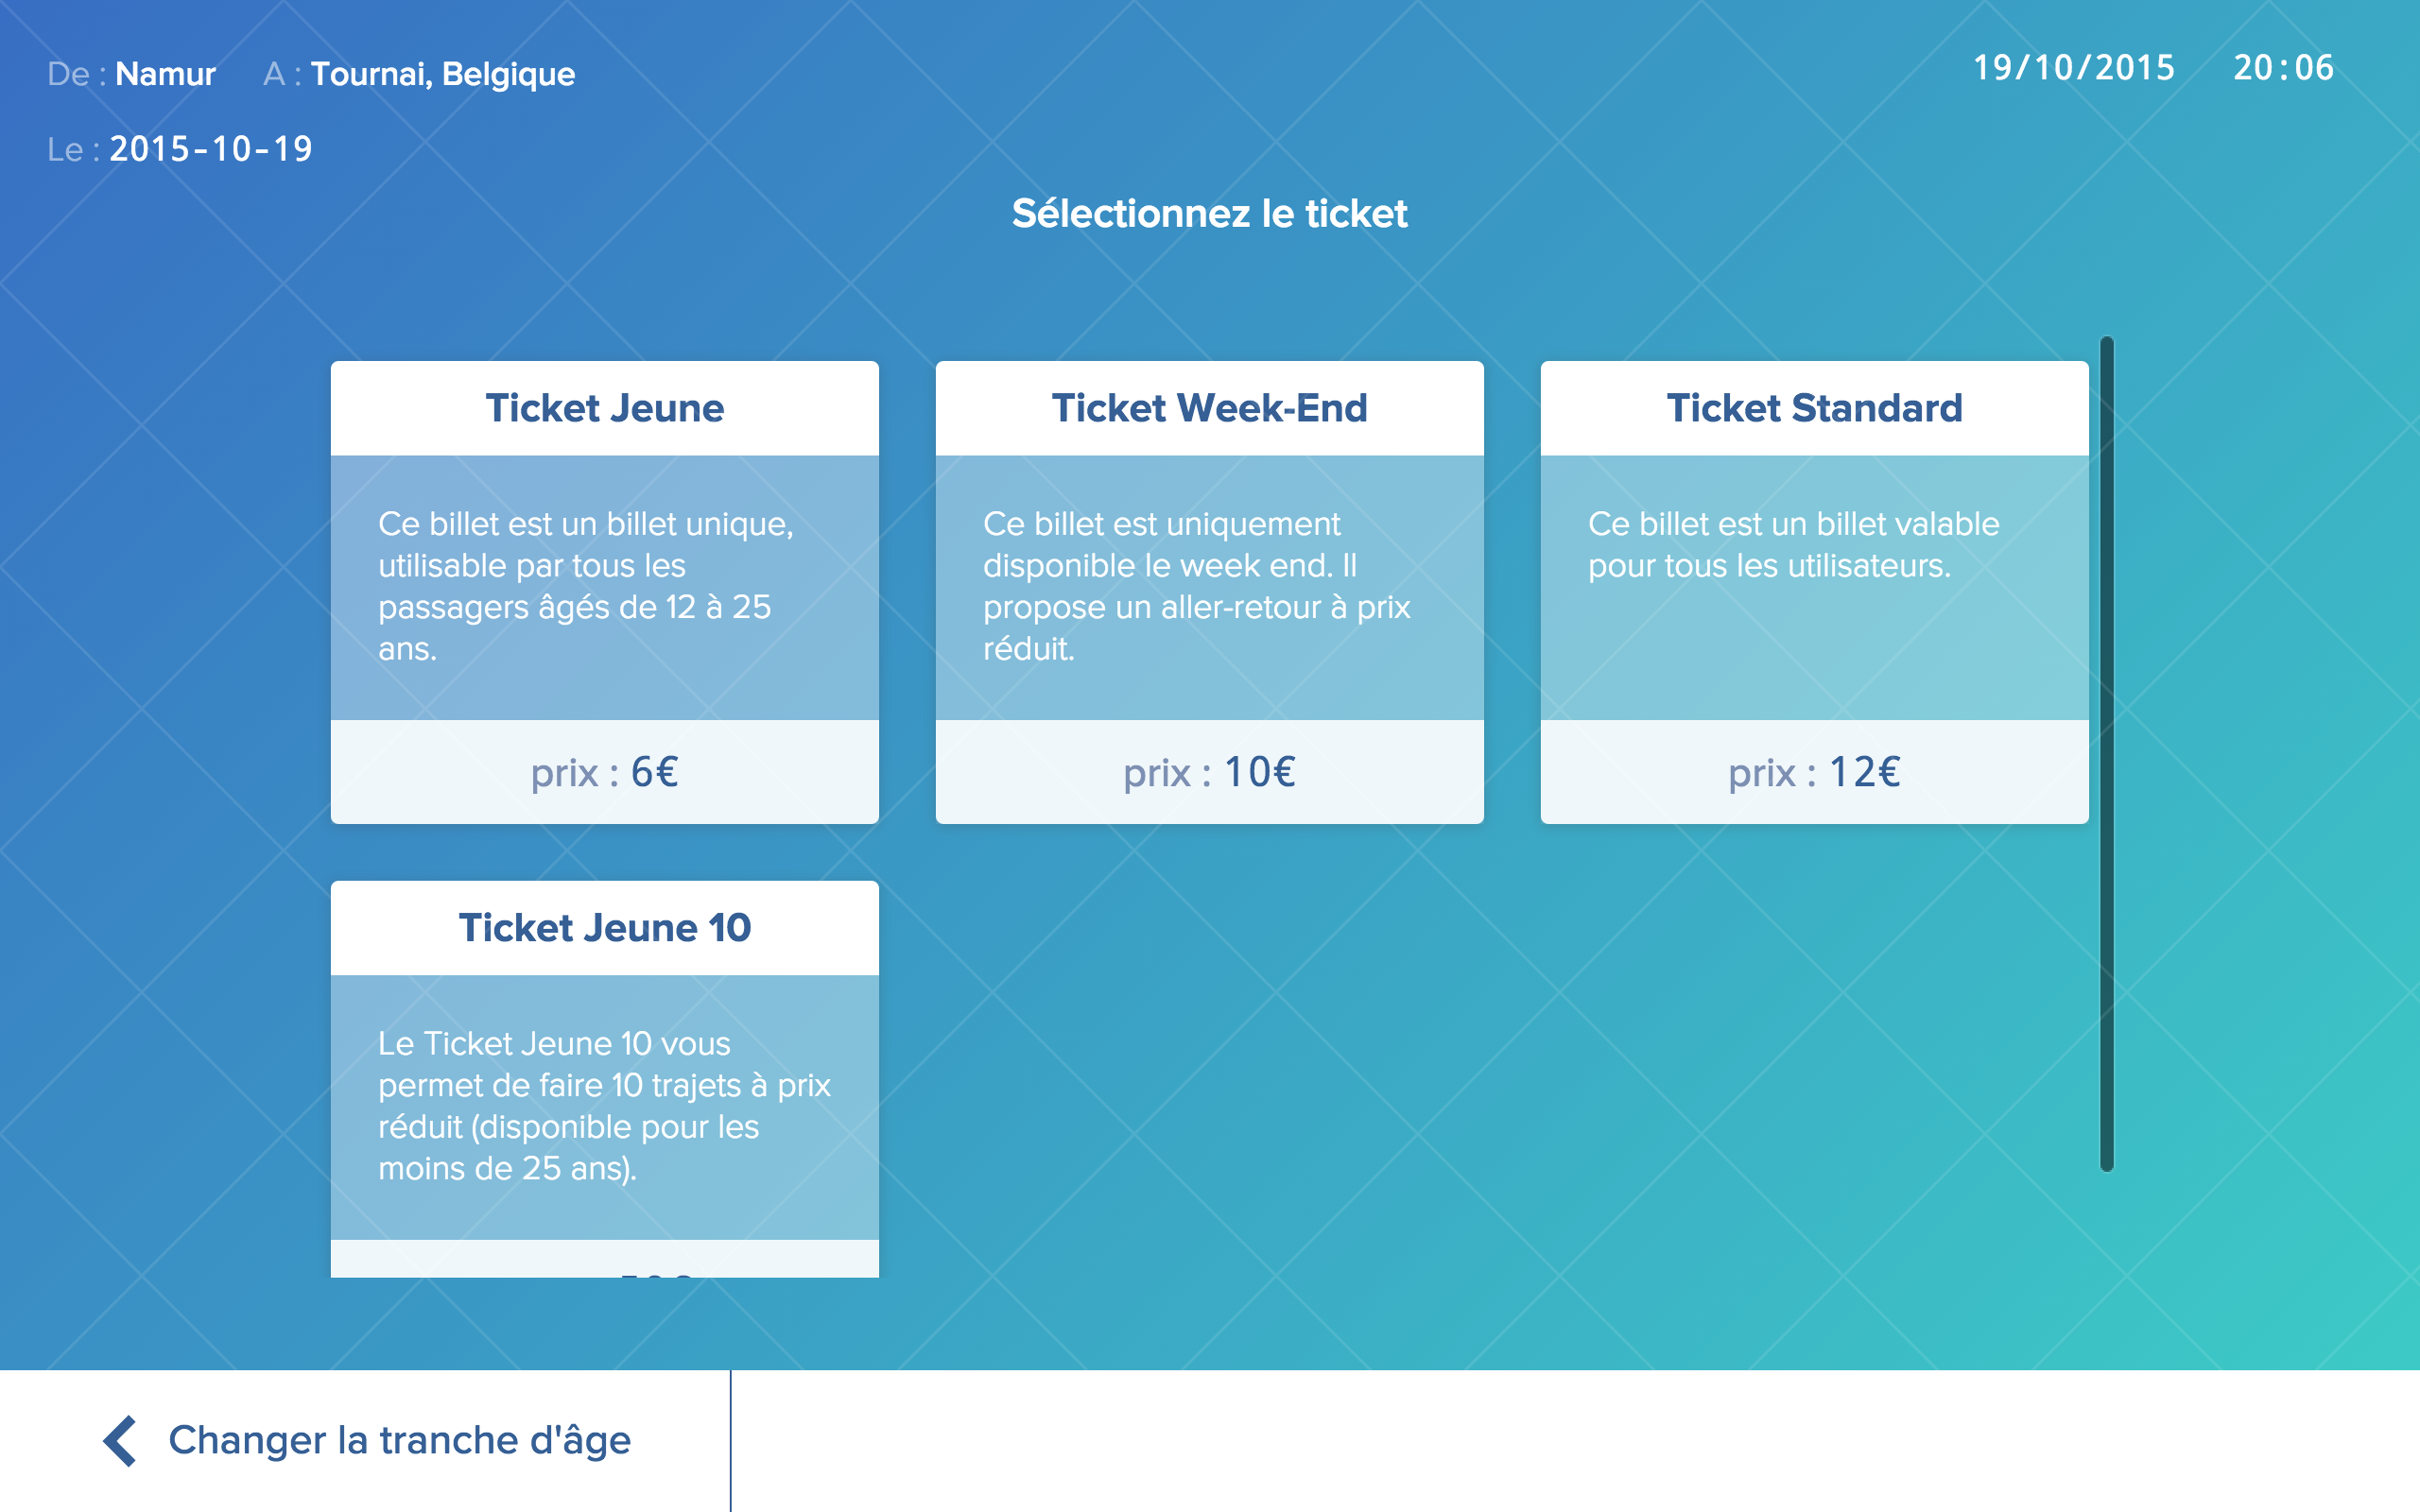 De : Namur A : Tournai, Belgique
19/10/2015 20:06
Le : 2015-10-19
Sélectionnez le ticket
Ticket Jeune
Ce billet est un billet unique,
utilisable par tous les
passagers âgés de 12 à 25
ans.
prix : 6€
Ticket Week-End
Ce billet est uniquement
disponible le week end. Il
propose un aller-retour à prix
réduit.
prix : 10€
Ticket Standard
Ce billet est un billet valable
pour tous les utilisateurs.
prix : 12€
Ticket Jeune 10
Le Ticket Jeune 10 vous
permet de faire 10 trajets à prix
réduit (disponible pour les
moins de 25 ans).
Changer la tranche d'âge